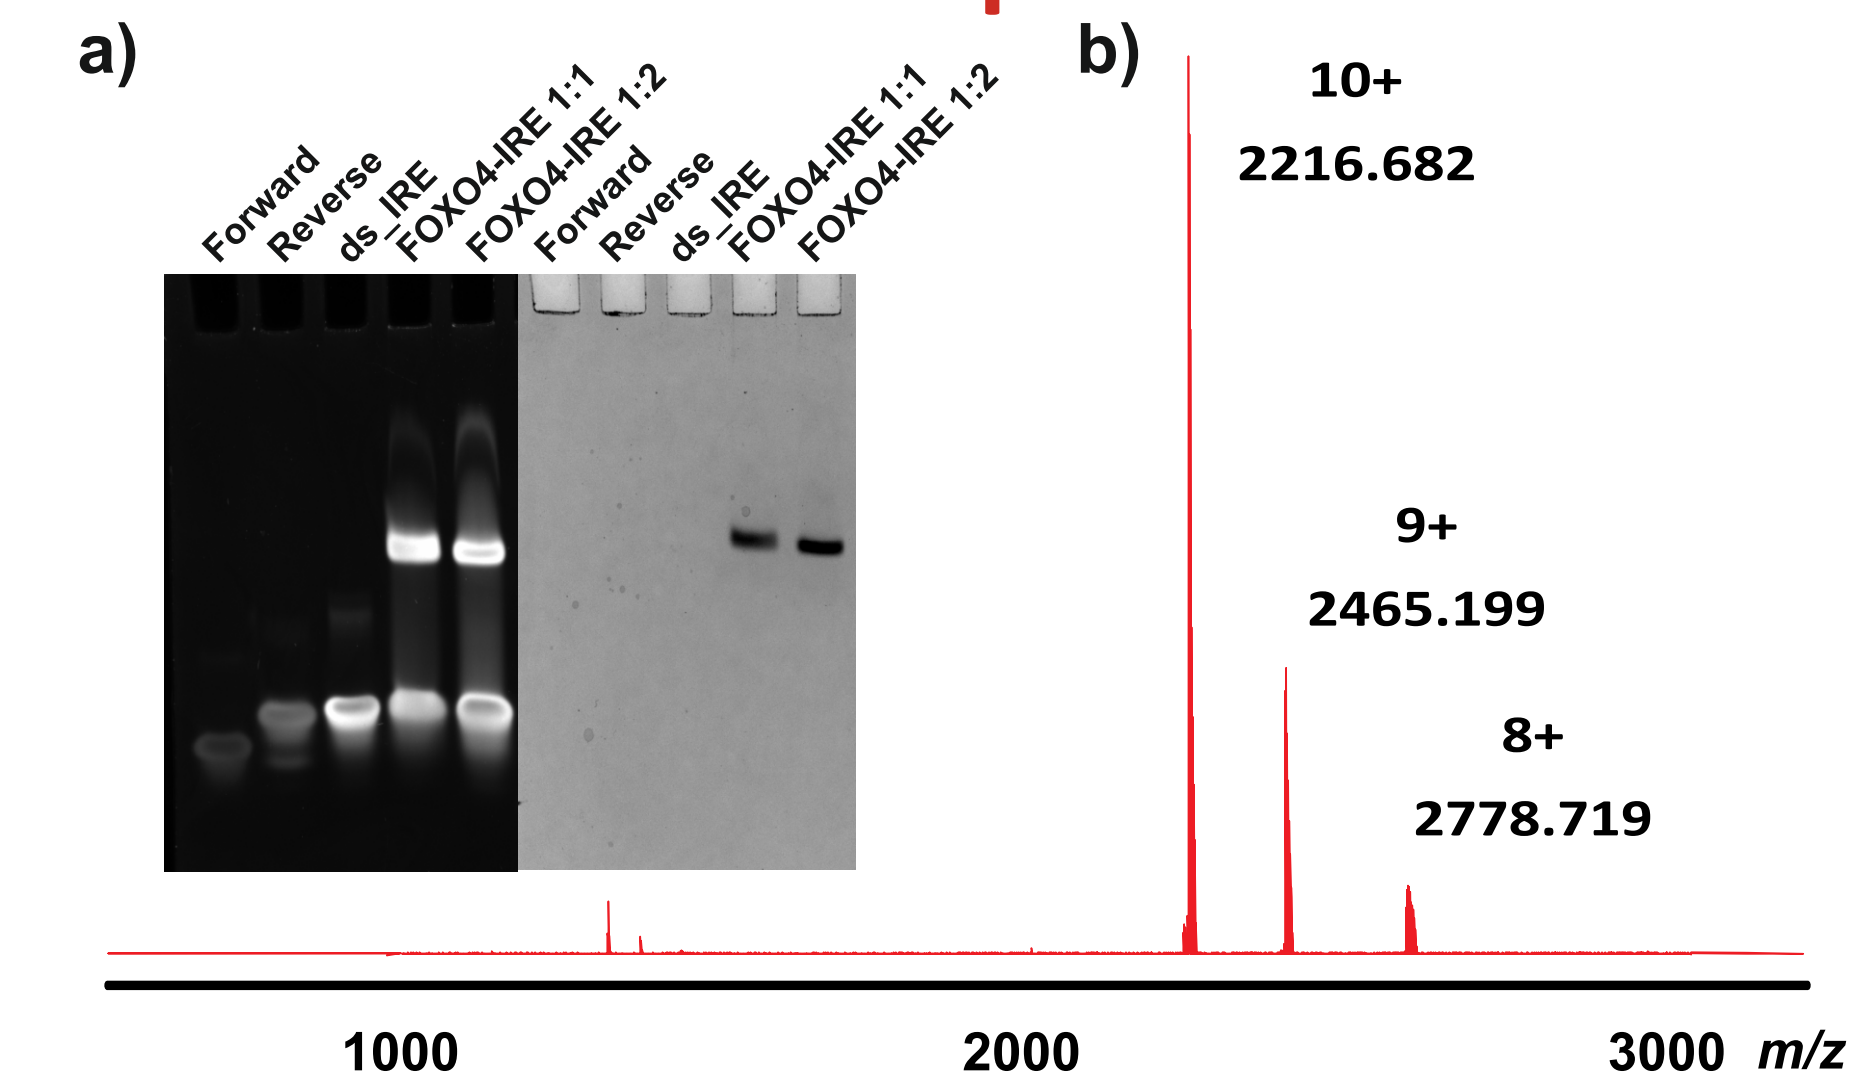 a)
Forward
Reverse
ds_IRE
FOXO4-IRE 1:1
FOXO4-IRE 1:2
Forward
Reverse
ds_IRE
FOXO4-IRE 1:1
FOXO4-IRE 1:2
b)
10+
2216.682
9+
2465.199
8+
2778.719
1000
2000
3000
m/z